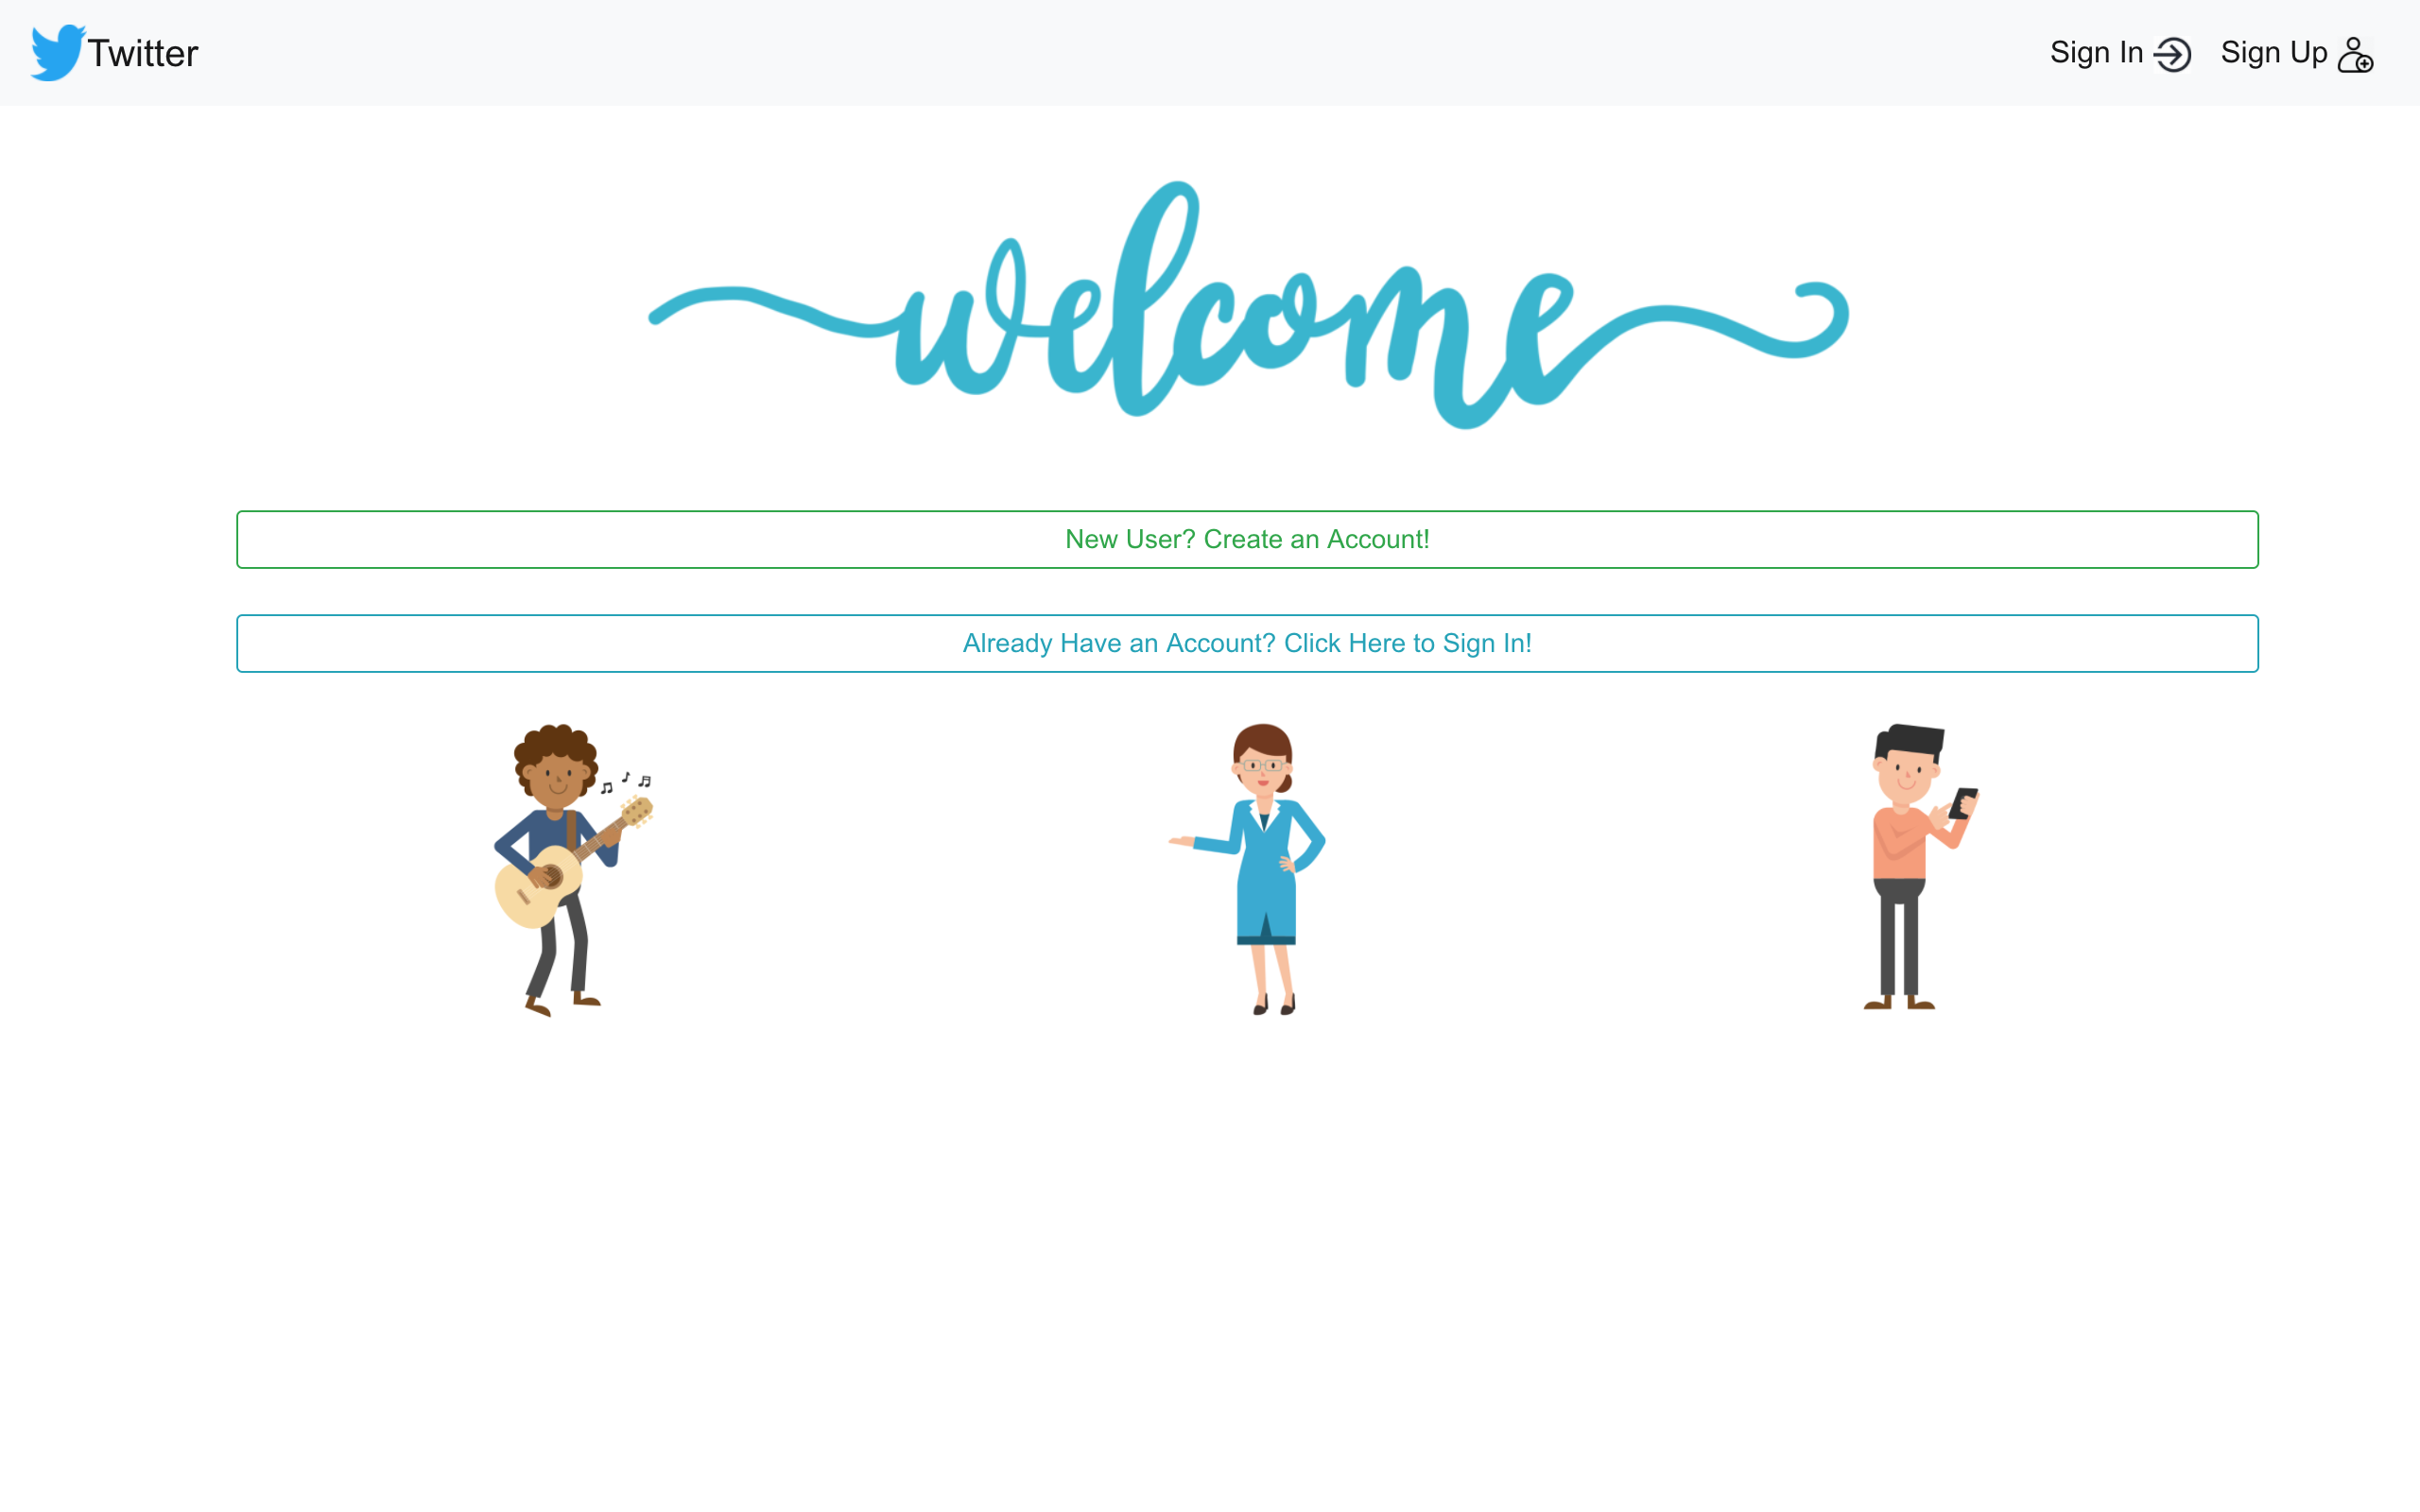 Twitter
Sign In
Sign Up
welcome
New User? Create an Account!
Already Have an Account? Click Here to Sign In!